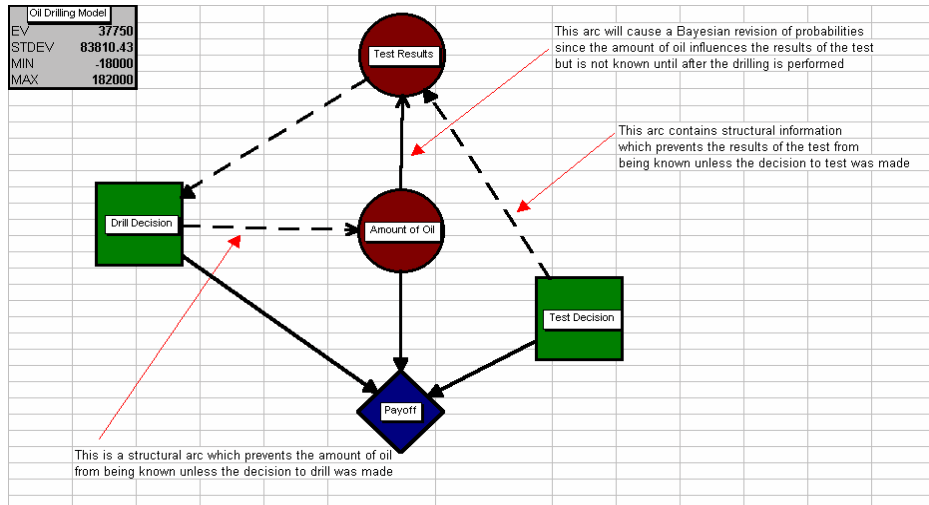 Oil Drilling Model
EV 37750
STDEV 83810.43
MIN -18000
MAX 182000
Test Results
This arc will cause a Bayesian revision of probabilities
since the amount of oil influences the results of the test
but is not known until after the drilling is performed
This arc contains structural information
which prevents the results of the test from
being known unless the decision to test was made
Drill Decision
Amount of Oil
Test Decision
Payoff
This is a structural arc which prevents the amount of oil
from being known unless the decision to drill was made